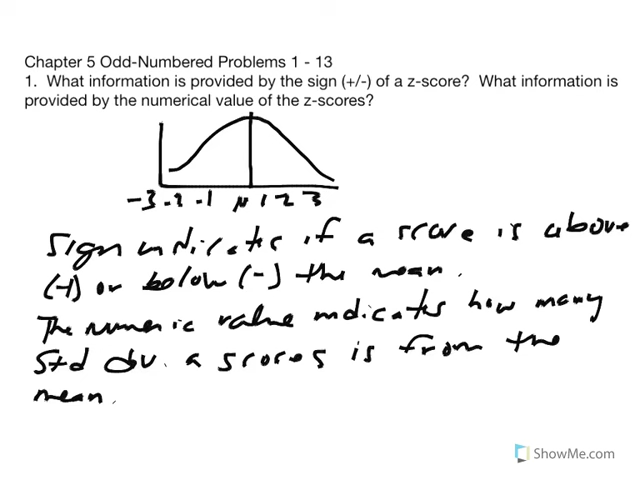 Chapter 5 Odd-Numbered Problems 1 - 13
1. What information is provided by the sign (+/-) of a z-score? What information is
provided by the numerical value of the z-scores?
-3 -2 -1 μ 1 2 3
Sign indicates if a score is above
(+) or below (-) the mean.
The numeric value indicates how many
Std dv. a scores is from the
mean.
ShowMe.com